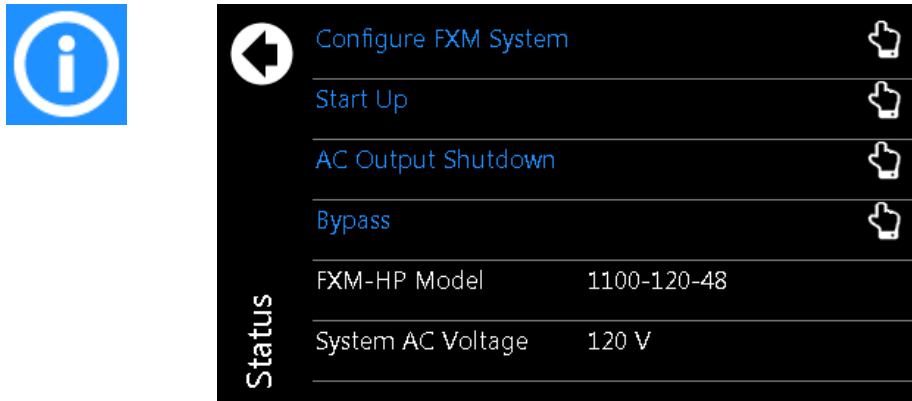 Configure FXM System
Start Up
AC Output Shutdown
Bypass
FXM-HP Model 1100-120-48
System AC Voltage 120 V
Status